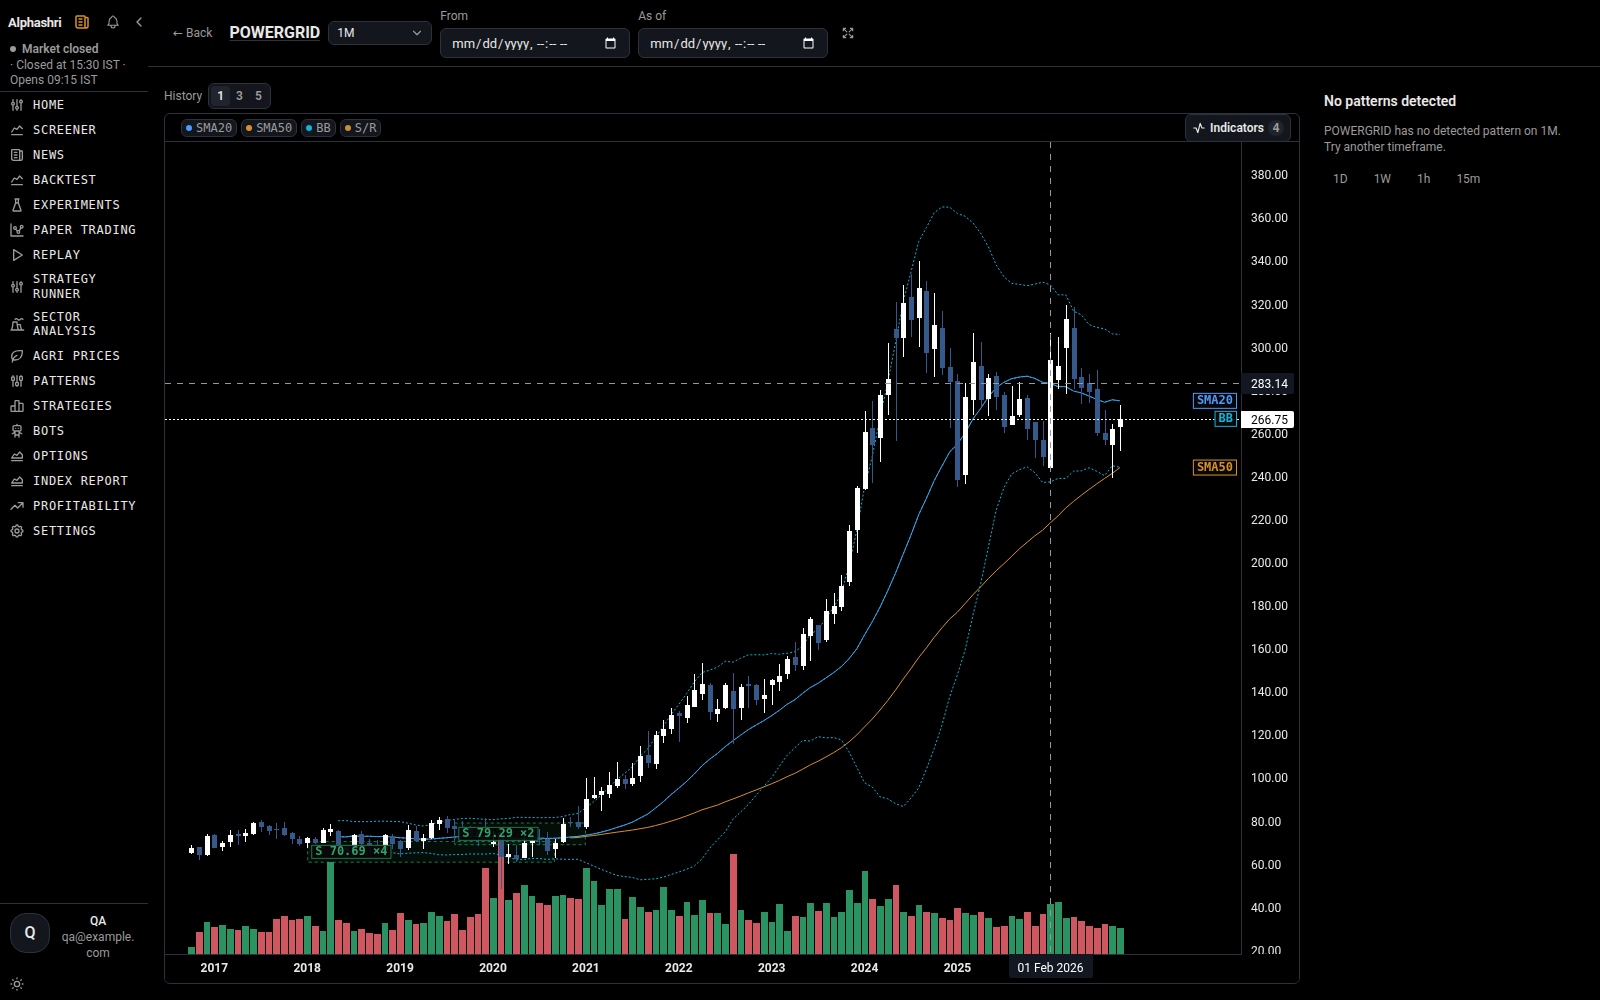 Alphashri
Market closed
· Closed at 15:30 IST ·
Opens 09:15 IST
HOME
SCREENER
NEWS
BACKTEST
EXPERIMENTS
PAPER TRADING
REPLAY
STRATEGY
RUNNER
SECTOR
ANALYSIS
AGRI PRICES
PATTERNS
STRATEGIES
BOTS
OPTIONS
INDEX REPORT
PROFITABILITY
SETTINGS
Q
QA
qa@example.
com
← Back
POWERGRID
1M
From
mm/dd/yyyy, --:-- --
As of
mm/dd/yyyy, --:-- --
History
1 3 5
SMA20
SMA50
BB
S/R
Indicators 4
380.00
360.00
340.00
320.00
300.00
283.14
SMA20
BB
266.75
260.00
SMA50
240.00
220.00
200.00
180.00
160.00
140.00
120.00
100.00
80.00
60.00
40.00
20.00
S 79.29 ×2
S 70.69 ×4
2017 2018 2019 2020 2021 2022 2023 2024 2025 01 Feb 2026
No patterns detected
POWERGRID has no detected pattern on 1M.
Try another timeframe.
1D 1W 1h 15m